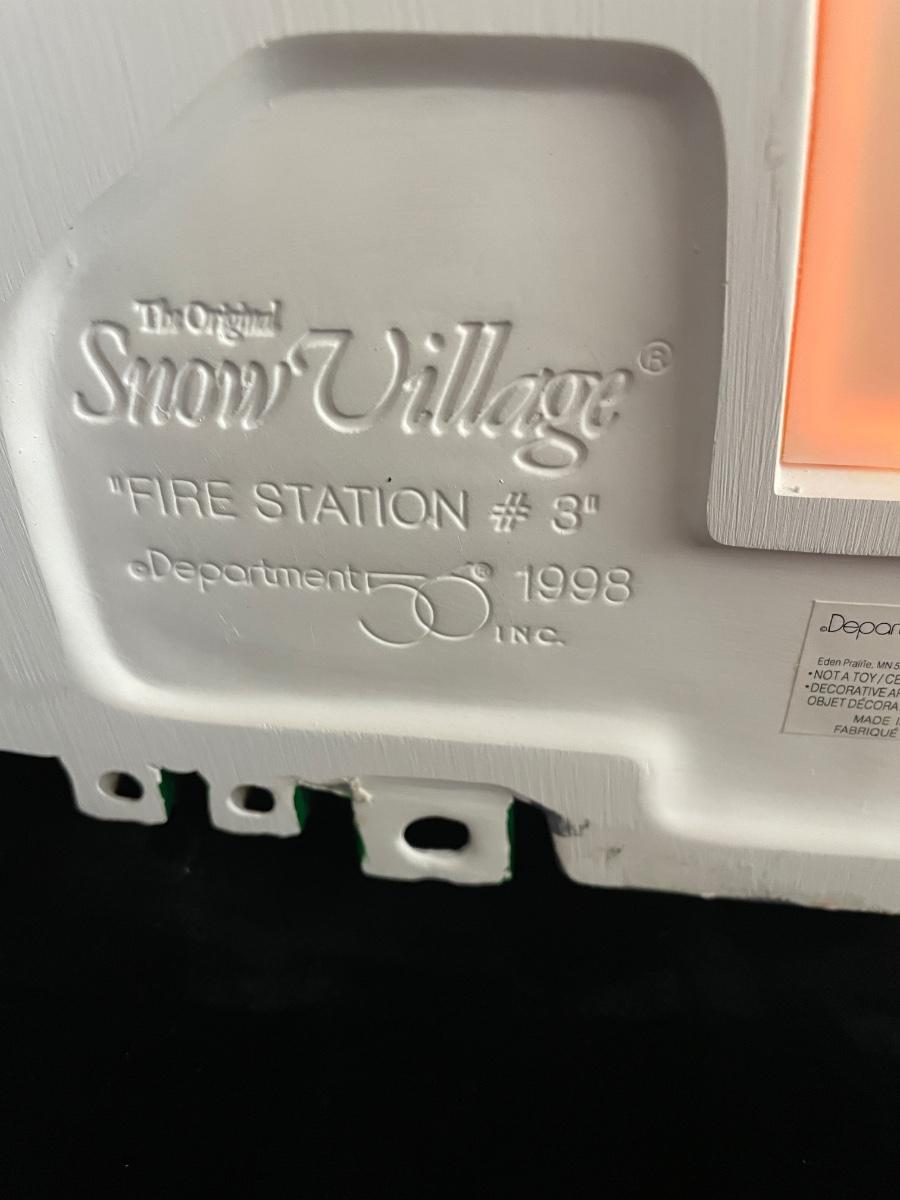 The Original
Snow Village®
"FIRE STATION # 3"
©Department 56® 1998
INC.
©Depar
Eden Prairie, MN 5
•NOT A TOY / CE
•DECORATIVE AR
OBJET DÉCORA
MADE I
FABRIQUÉ